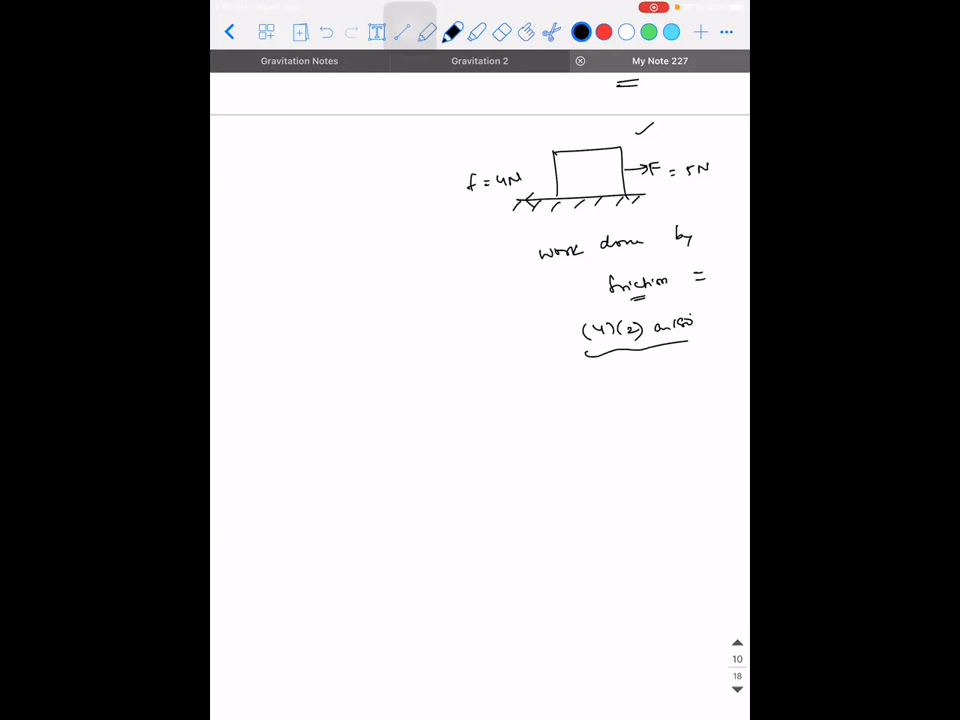 Gravitation Notes
Gravitation 2
My Note 227
f = 4N
F = 5N
work done by
friction =
(4)(2) cos180°
10
18